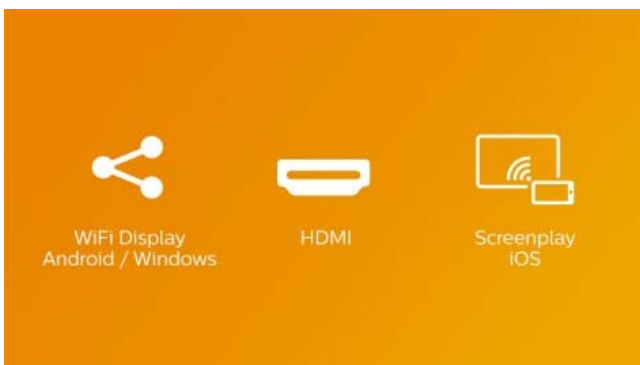 WiFi Display
Android / Windows
HDMI
Screenplay
iOS